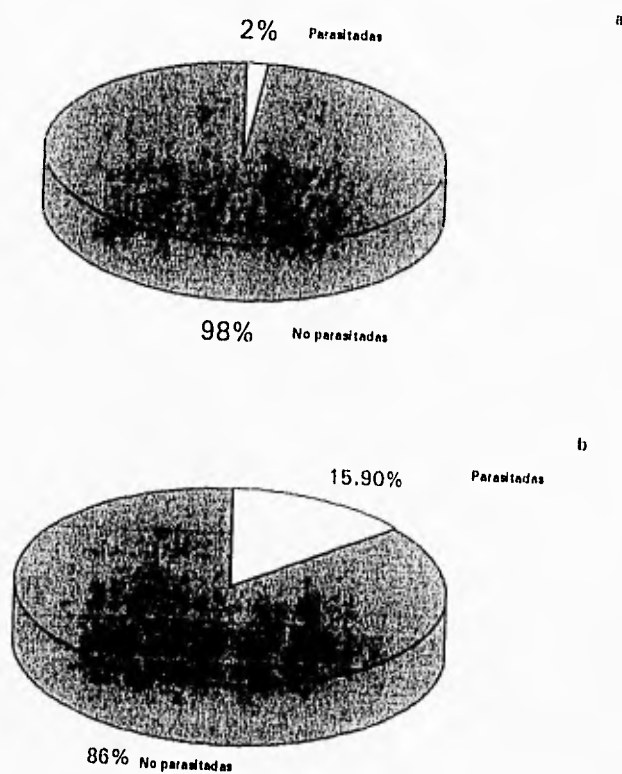 a
2% Parasitadas
98% No parasitadas
b
15.90% Parasitadas
86% No parasitadas